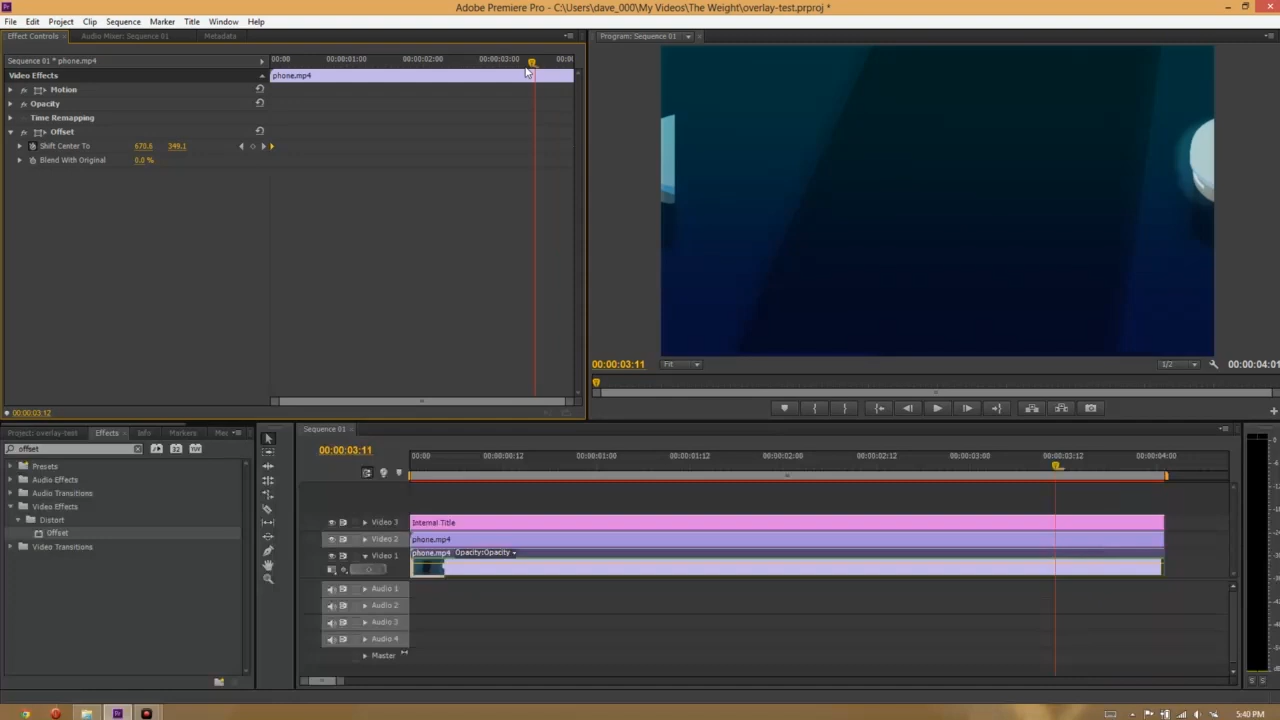 Adobe Premiere Pro - C:\Users\dave_000\My Videos\The Weight\overlay-test.prproj *
File Edit Project Clip Sequence Marker Title Window Help
Effect Controls Audio Mixer: Sequence 01 Metadata
Program: Sequence 01
Sequence 01 * phone.mp4
00:00 00:00:01:00 00:00:02:00 00:00:03:00 00:00
Video Effects
phone.mp4
Motion
Opacity
Time Remapping
Offset
Shift Center To 670.6 349.1
Blend With Original 0.0 %
00:00:03:11 Fit 1/2 00:00:04:01
00:00:03:12
Project: overlay-test Effects Info Markers Me
offset
Presets
Audio Effects
Audio Transitions
Video Effects
Distort
Offset
Video Transitions
Sequence 01
00:00:03:11
00:00 00:00:00:12 00:00:01:00 00:00:01:12 00:00:02:00 00:00:02:12 00:00:03:00 00:00:03:12 00:00:04:00
Video 3 Internal Title
Video 2 phone.mp4
Video 1 phone.mp4 Opacity:Opacity
Audio 1
Audio 2
Audio 3
Audio 4
Master
S S
5:40 PM